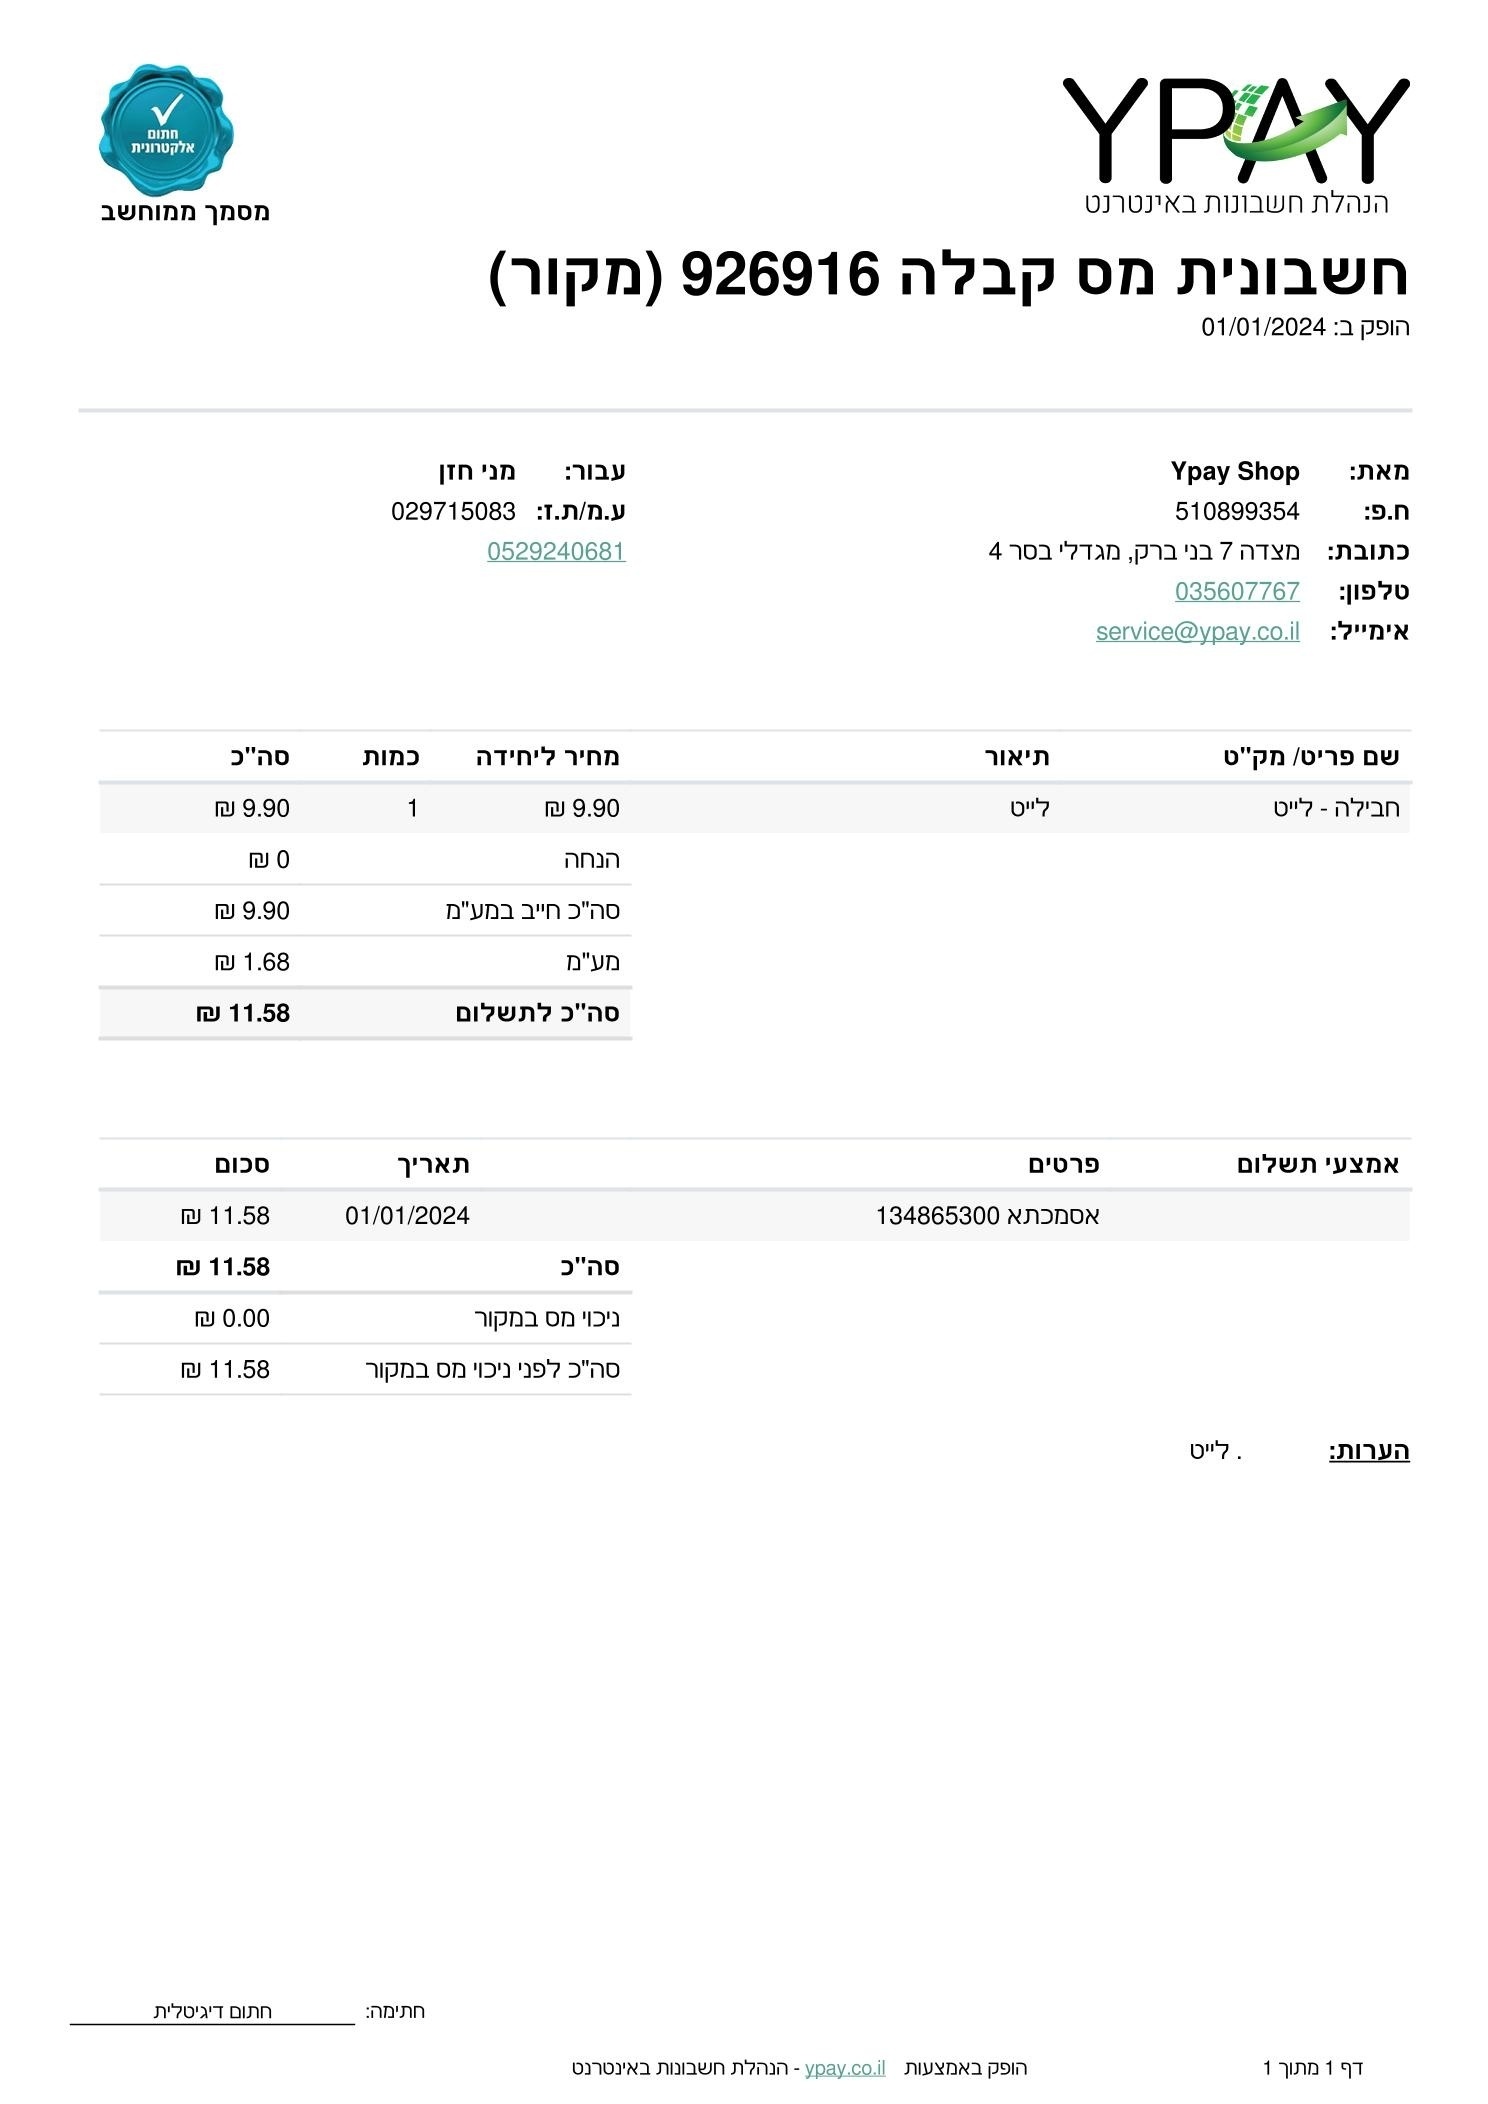 YPAY
הנהלת חשבונות באינטרנט
חתום
אלקטרונית
מסמך ממוחשב
חשבונית מס קבלה 926916 (מקור)
הופק ב: 01/01/2024
מאת: Ypay Shop
ח.פ: 510899354
כתובת: מצדה 7 בני ברק, מגדלי בסר 4
טלפון: 035607767
אימייל: service@ypay.co.il
עבור: מני חזן
ע.מ/ת.ז: 029715083
0529240681
שם פריט/ מק"ט תיאור מחיר ליחידה כמות סה"כ
חבילה - לייט לייט 9.90 ₪ 1 9.90 ₪
הנחה 0 ₪
סה"כ חייב במע"מ 9.90 ₪
מע"מ 1.68 ₪
סה"כ לתשלום 11.58 ₪
אמצעי תשלום פרטים תאריך סכום
אסמכתא 134865300 01/01/2024 11.58 ₪
סה"כ 11.58 ₪
ניכוי מס במקור 0.00 ₪
סה"כ לפני ניכוי מס במקור 11.58 ₪
הערות: . לייט
חתימה: חתום דיגיטלית
דף 1 מתוך 1 הופק באמצעות ypay.co.il - הנהלת חשבונות באינטרנט